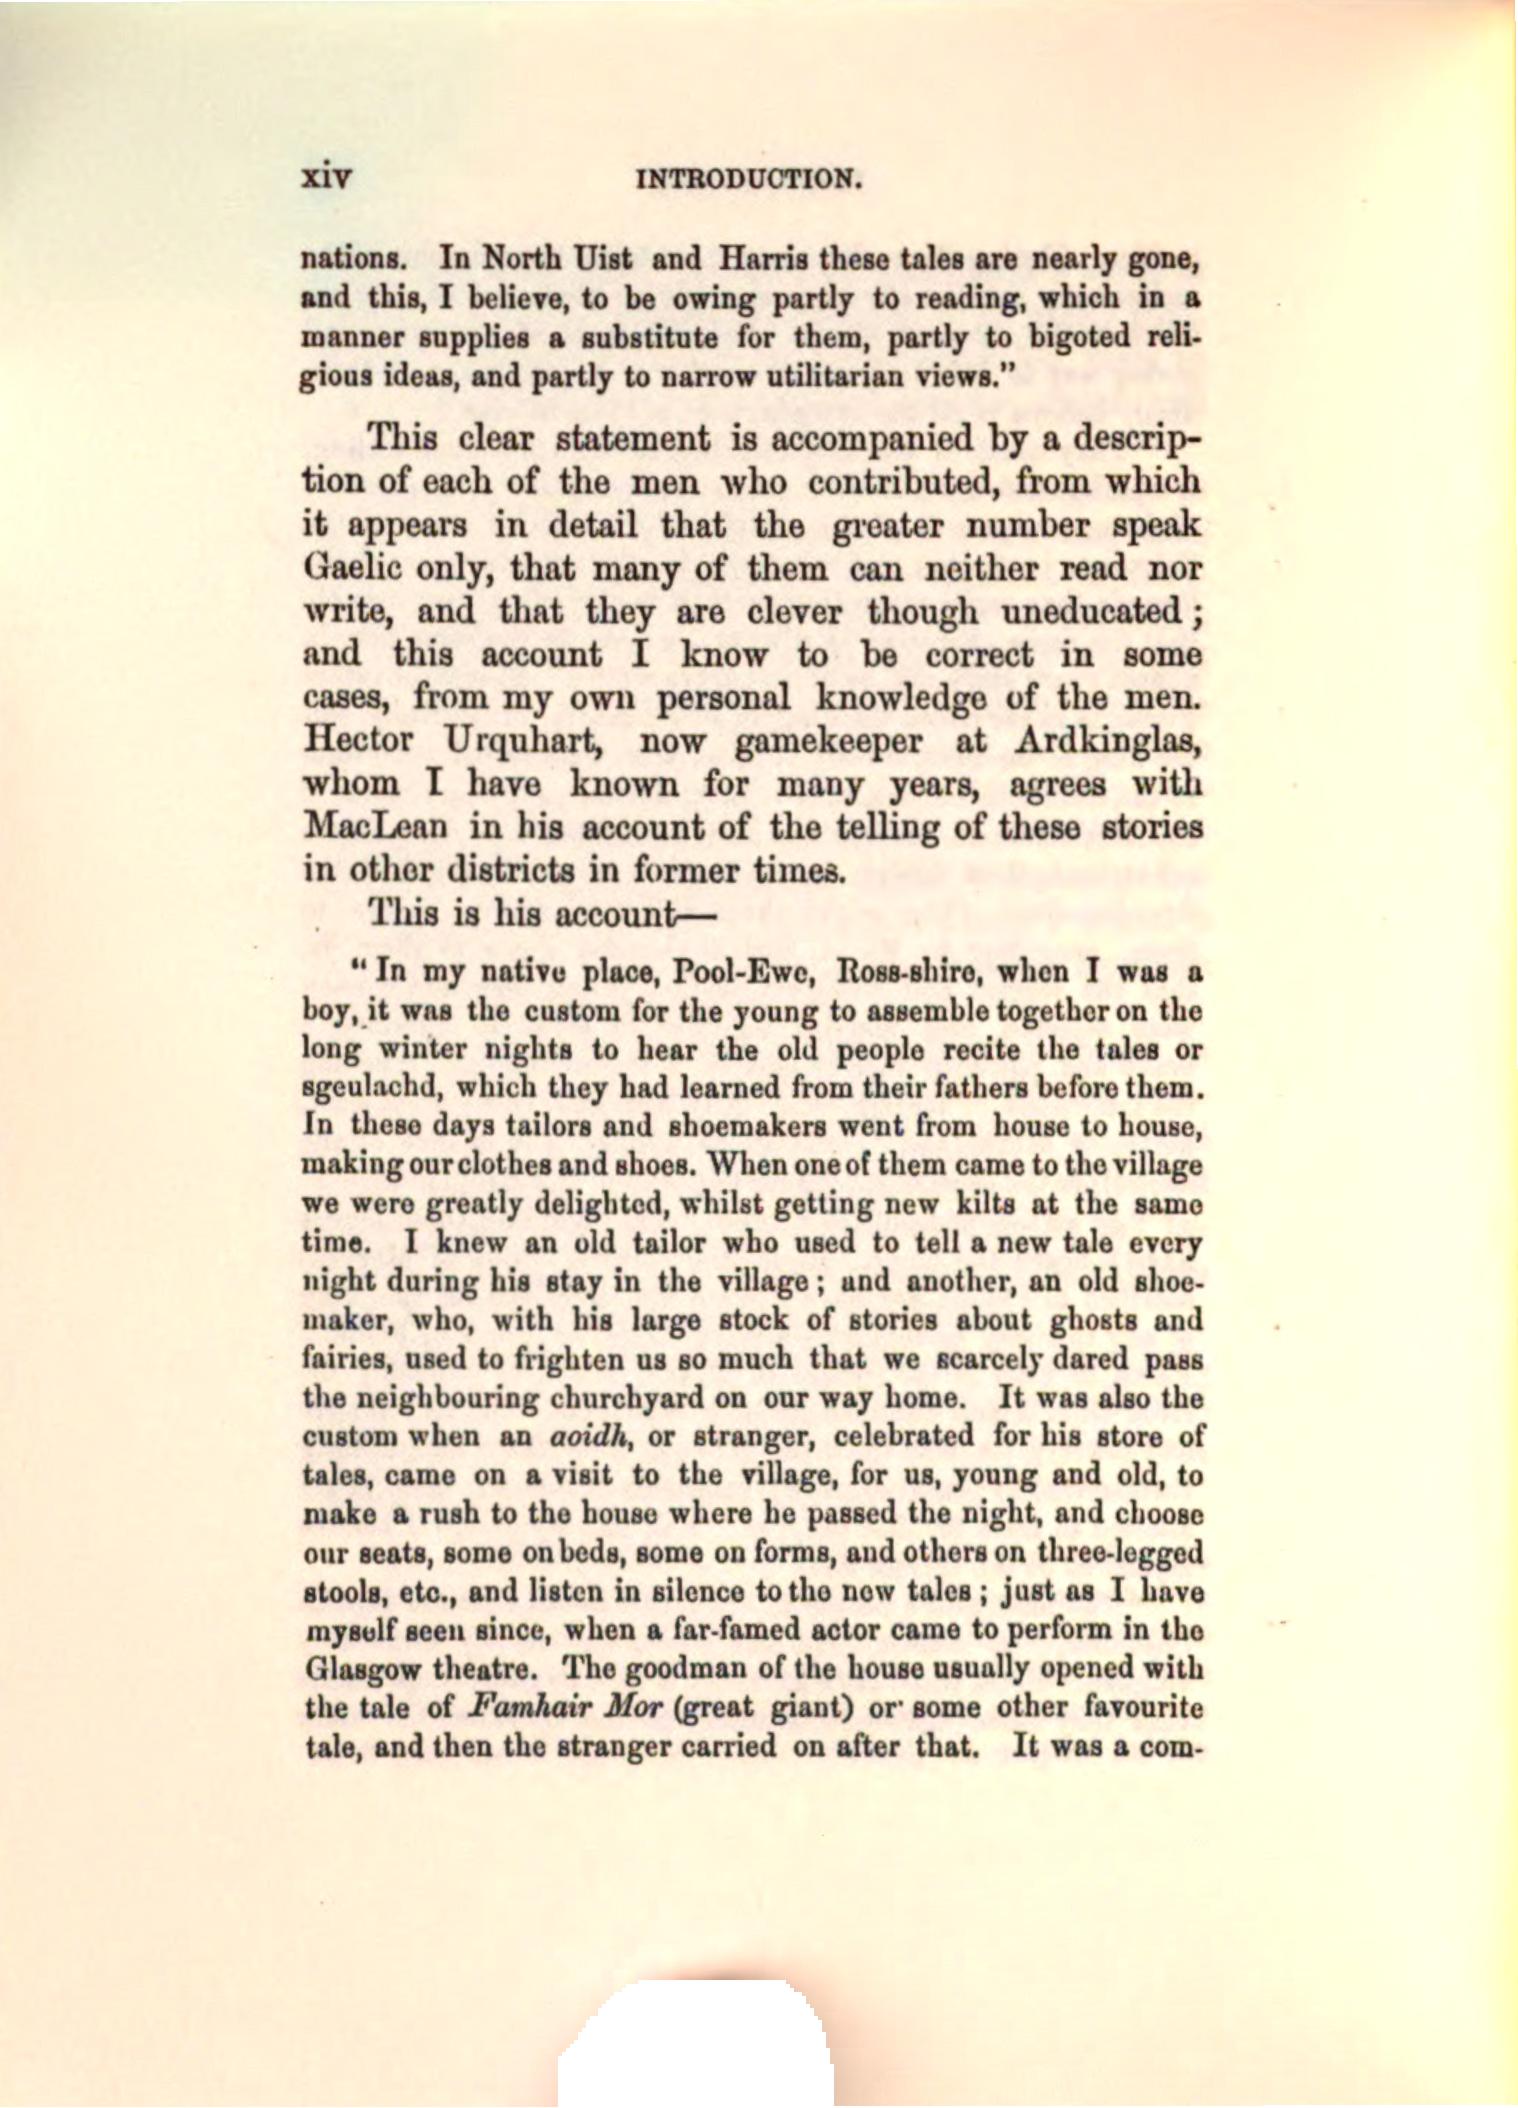 xiv INTRODUCTION.
nations. In North Uist and Harris these tales are nearly gone,
and this, I believe, to be owing partly to reading, which in a
manner supplies a substitute for them, partly to bigoted reli-
gious ideas, and partly to narrow utilitarian views.”
This clear statement is accompanied by a descrip-
tion of each of the men who contributed, from which
it appears in detail that the greater number speak
Gaelic only, that many of them can neither read nor
write, and that they are clever though uneducated ;
and this account I know to be correct in some
cases, from my own personal knowledge of the men.
Hector Urquhart, now gamekeeper at Ardkinglas,
whom I have known for many years, agrees with
MacLean in his account of the telling of these stories
in other districts in former times.
This is his account—
“ In my native place, Pool-Ewe, Ross-shire, when I was a
boy, it was the custom for the young to assemble together on the
long winter nights to hear the old people recite the tales or
sgeulachd, which they had learned from their fathers before them.
In these days tailors and shoemakers went from house to house,
making our clothes and shoes. When one of them came to the village
we were greatly delighted, whilst getting new kilts at the same
time. I knew an old tailor who used to tell a new tale every
night during his stay in the village ; and another, an old shoe-
maker, who, with his large stock of stories about ghosts and
fairies, used to frighten us so much that we scarcely dared pass
the neighbouring churchyard on our way home. It was also the
custom when an aoidh, or stranger, celebrated for his store of
tales, came on a visit to the village, for us, young and old, to
make a rush to the house where he passed the night, and choose
our seats, some on beds, some on forms, and others on three-legged
stools, etc., and listen in silence to the new tales ; just as I have
myself seen since, when a far-famed actor came to perform in the
Glasgow theatre. The goodman of the house usually opened with
the tale of Famhair Mor (great giant) or some other favourite
tale, and then the stranger carried on after that. It was a com-